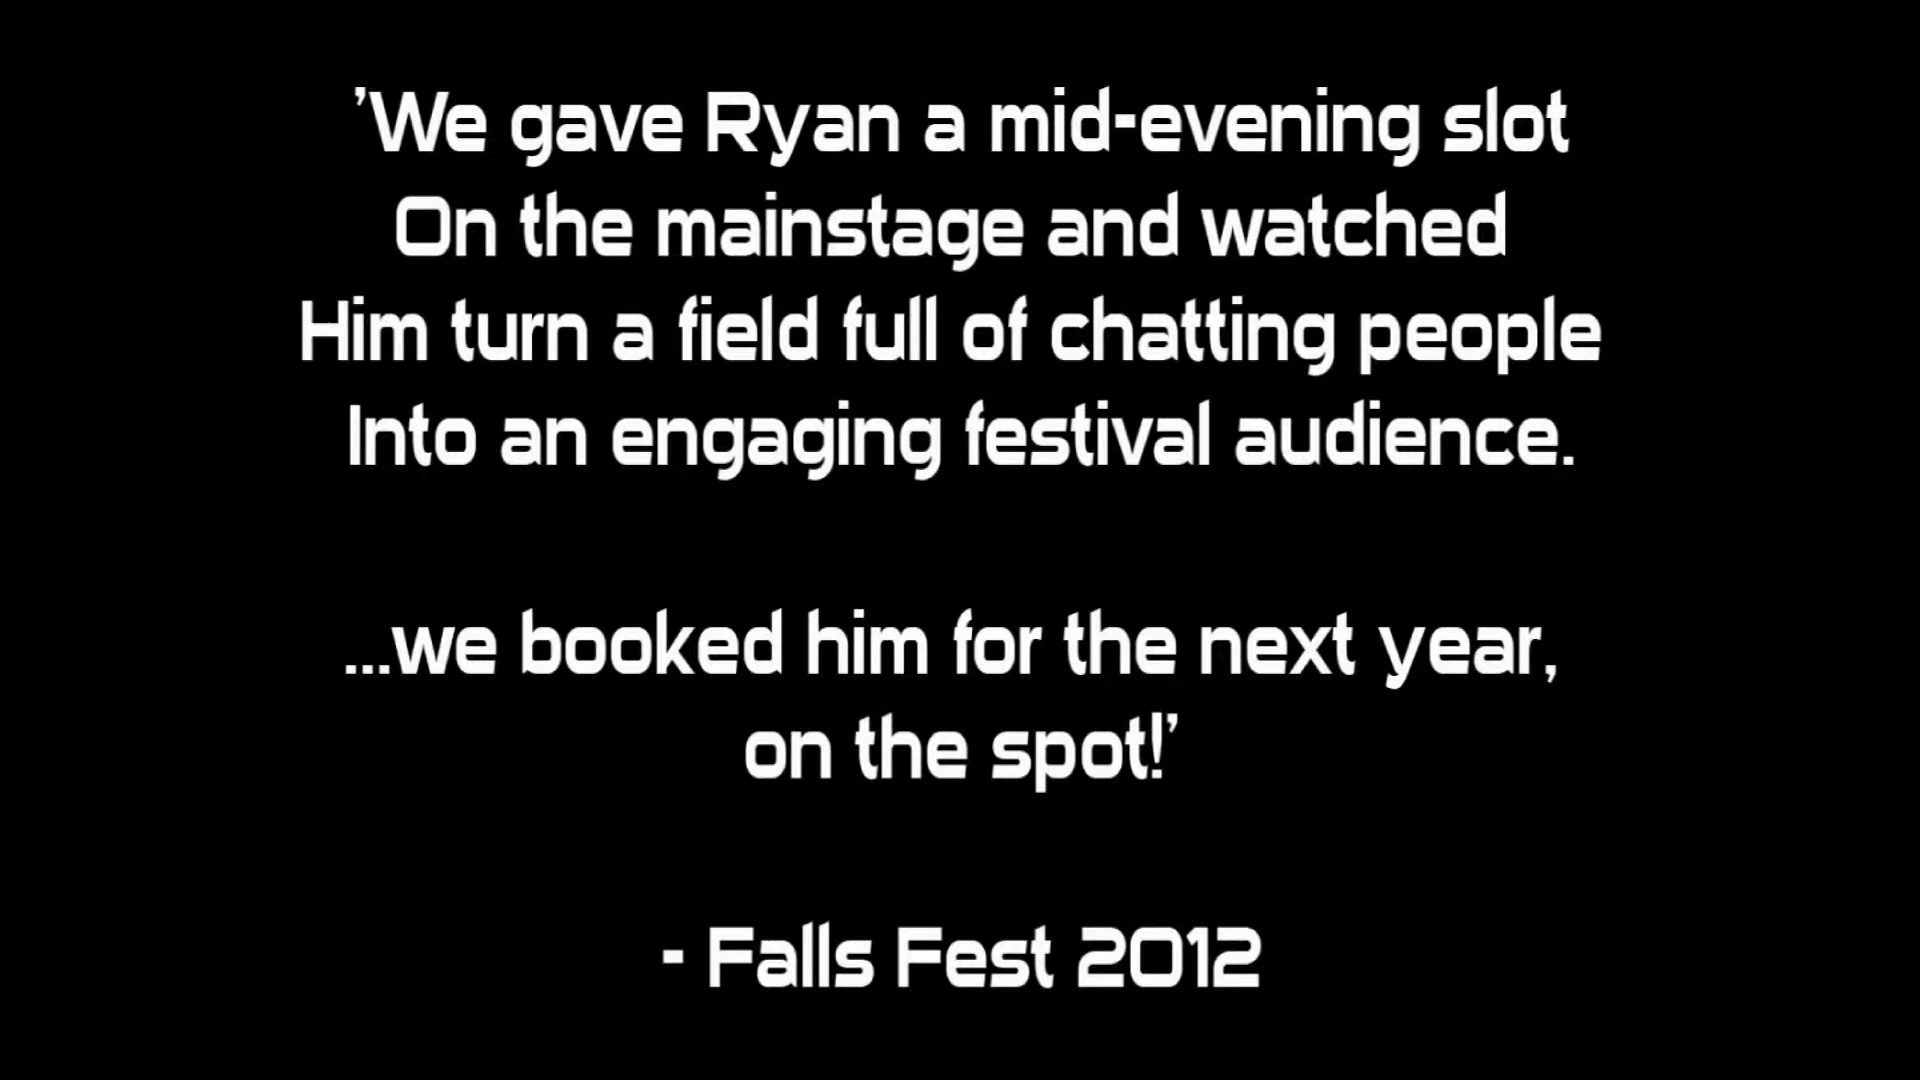 'We gave Ryan a mid-evening slot
On the mainstage and watched
Him turn a field full of chatting people
Into an engaging festival audience.
...we booked him for the next year,
on the spot!'
- Falls Fest 2012